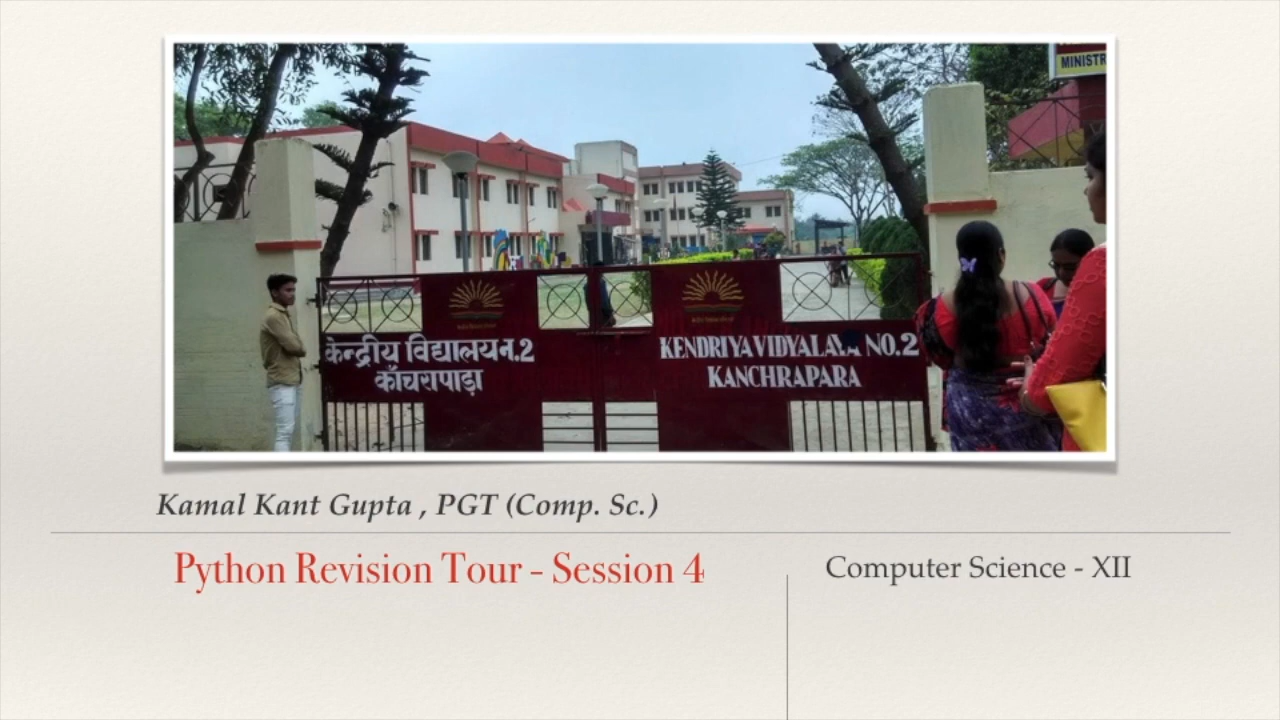 MINISTR
केन्द्रीय विद्यालय न.2
काँचरापाड़ा
KENDRIYA VIDYALAYA NO.2
KANCHRAPARA
Kamal Kant Gupta , PGT (Comp. Sc.)
Python Revision Tour - Session 4
Computer Science - XII